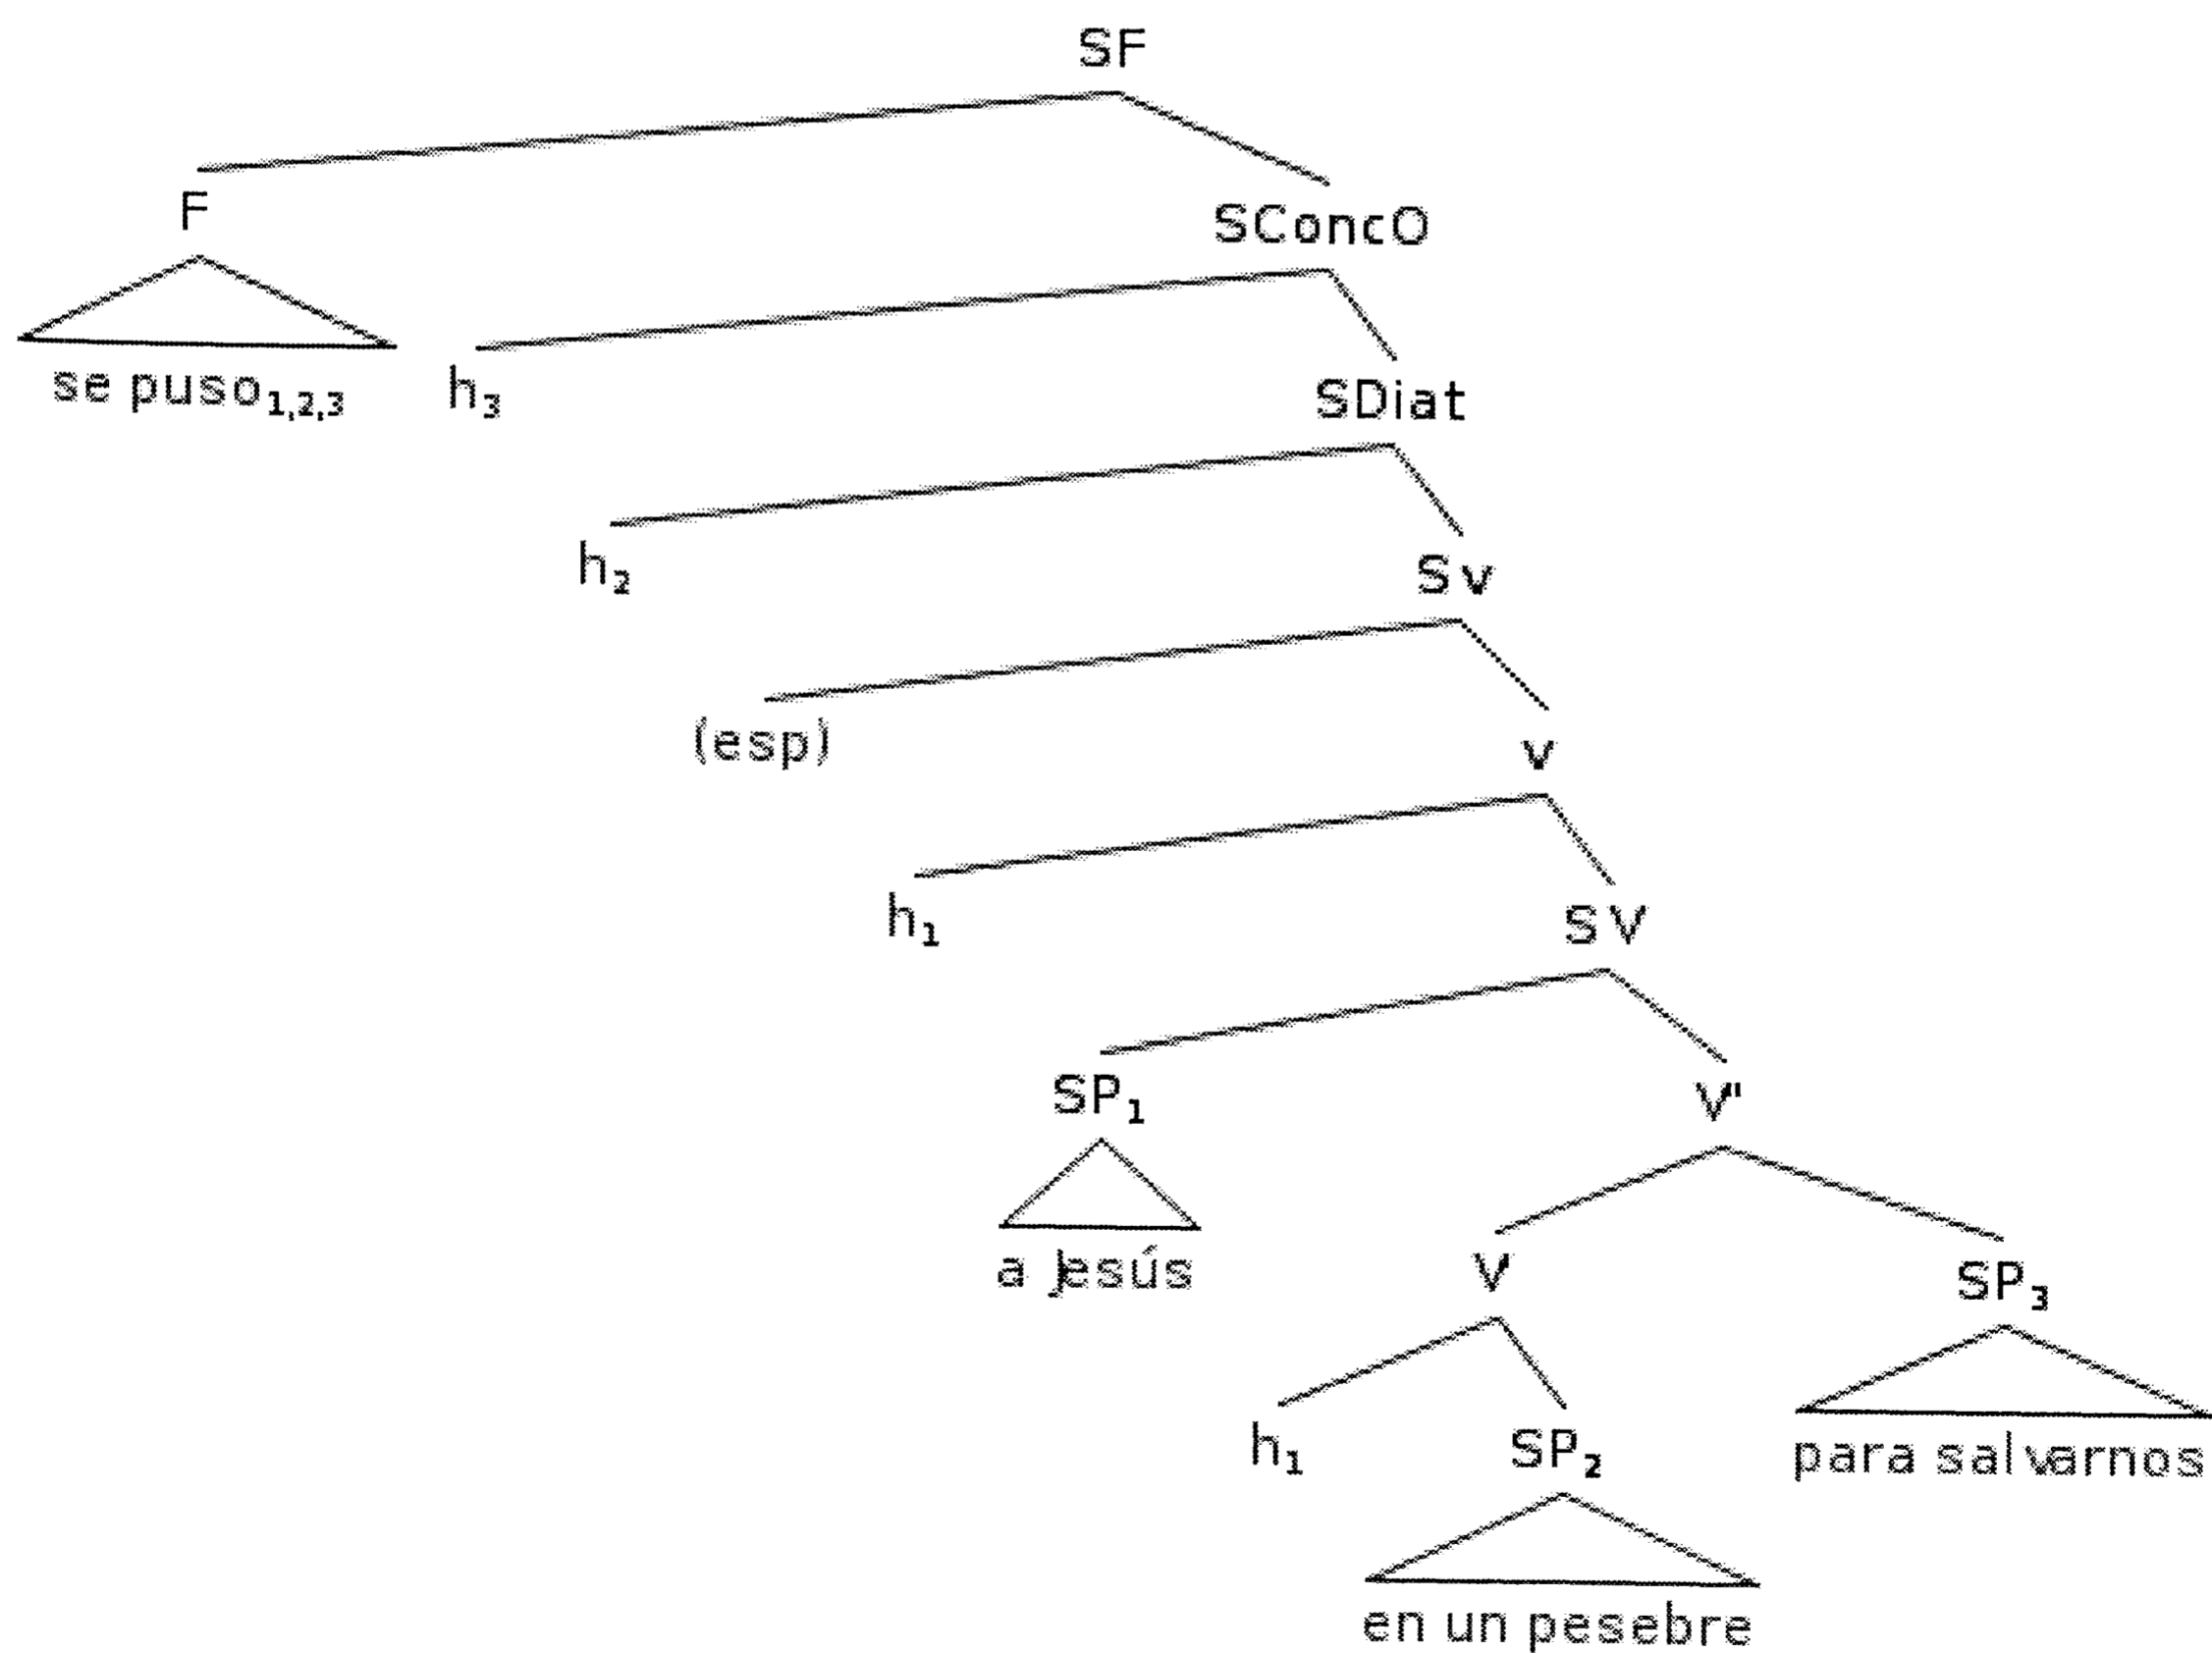 SF
F
SConcO
se puso1,2,3
h3
SDiat
h2
Sv
(esp)
v
h1
SV
SP1
V"
a Jesús
V'
SP3
h1
SP2
para salvarnos
en un pesebre